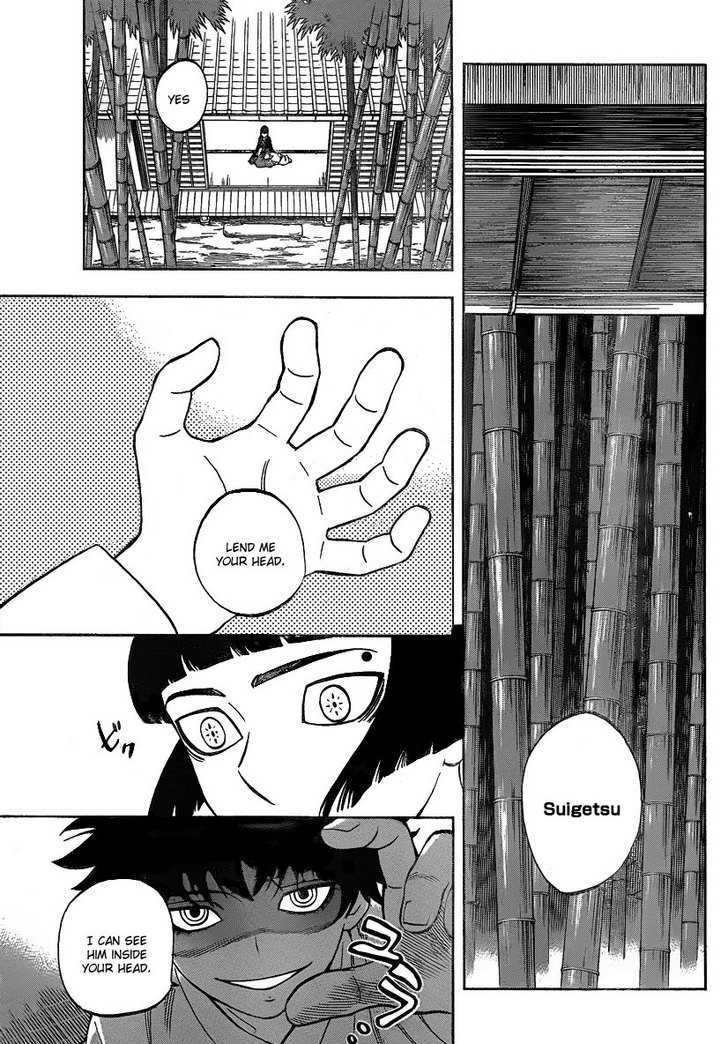 Suigetsu
YES
LEND ME
YOUR HEAD.
ビク
I CAN SEE
HIM INSIDE
YOUR HEAD.
ユラ